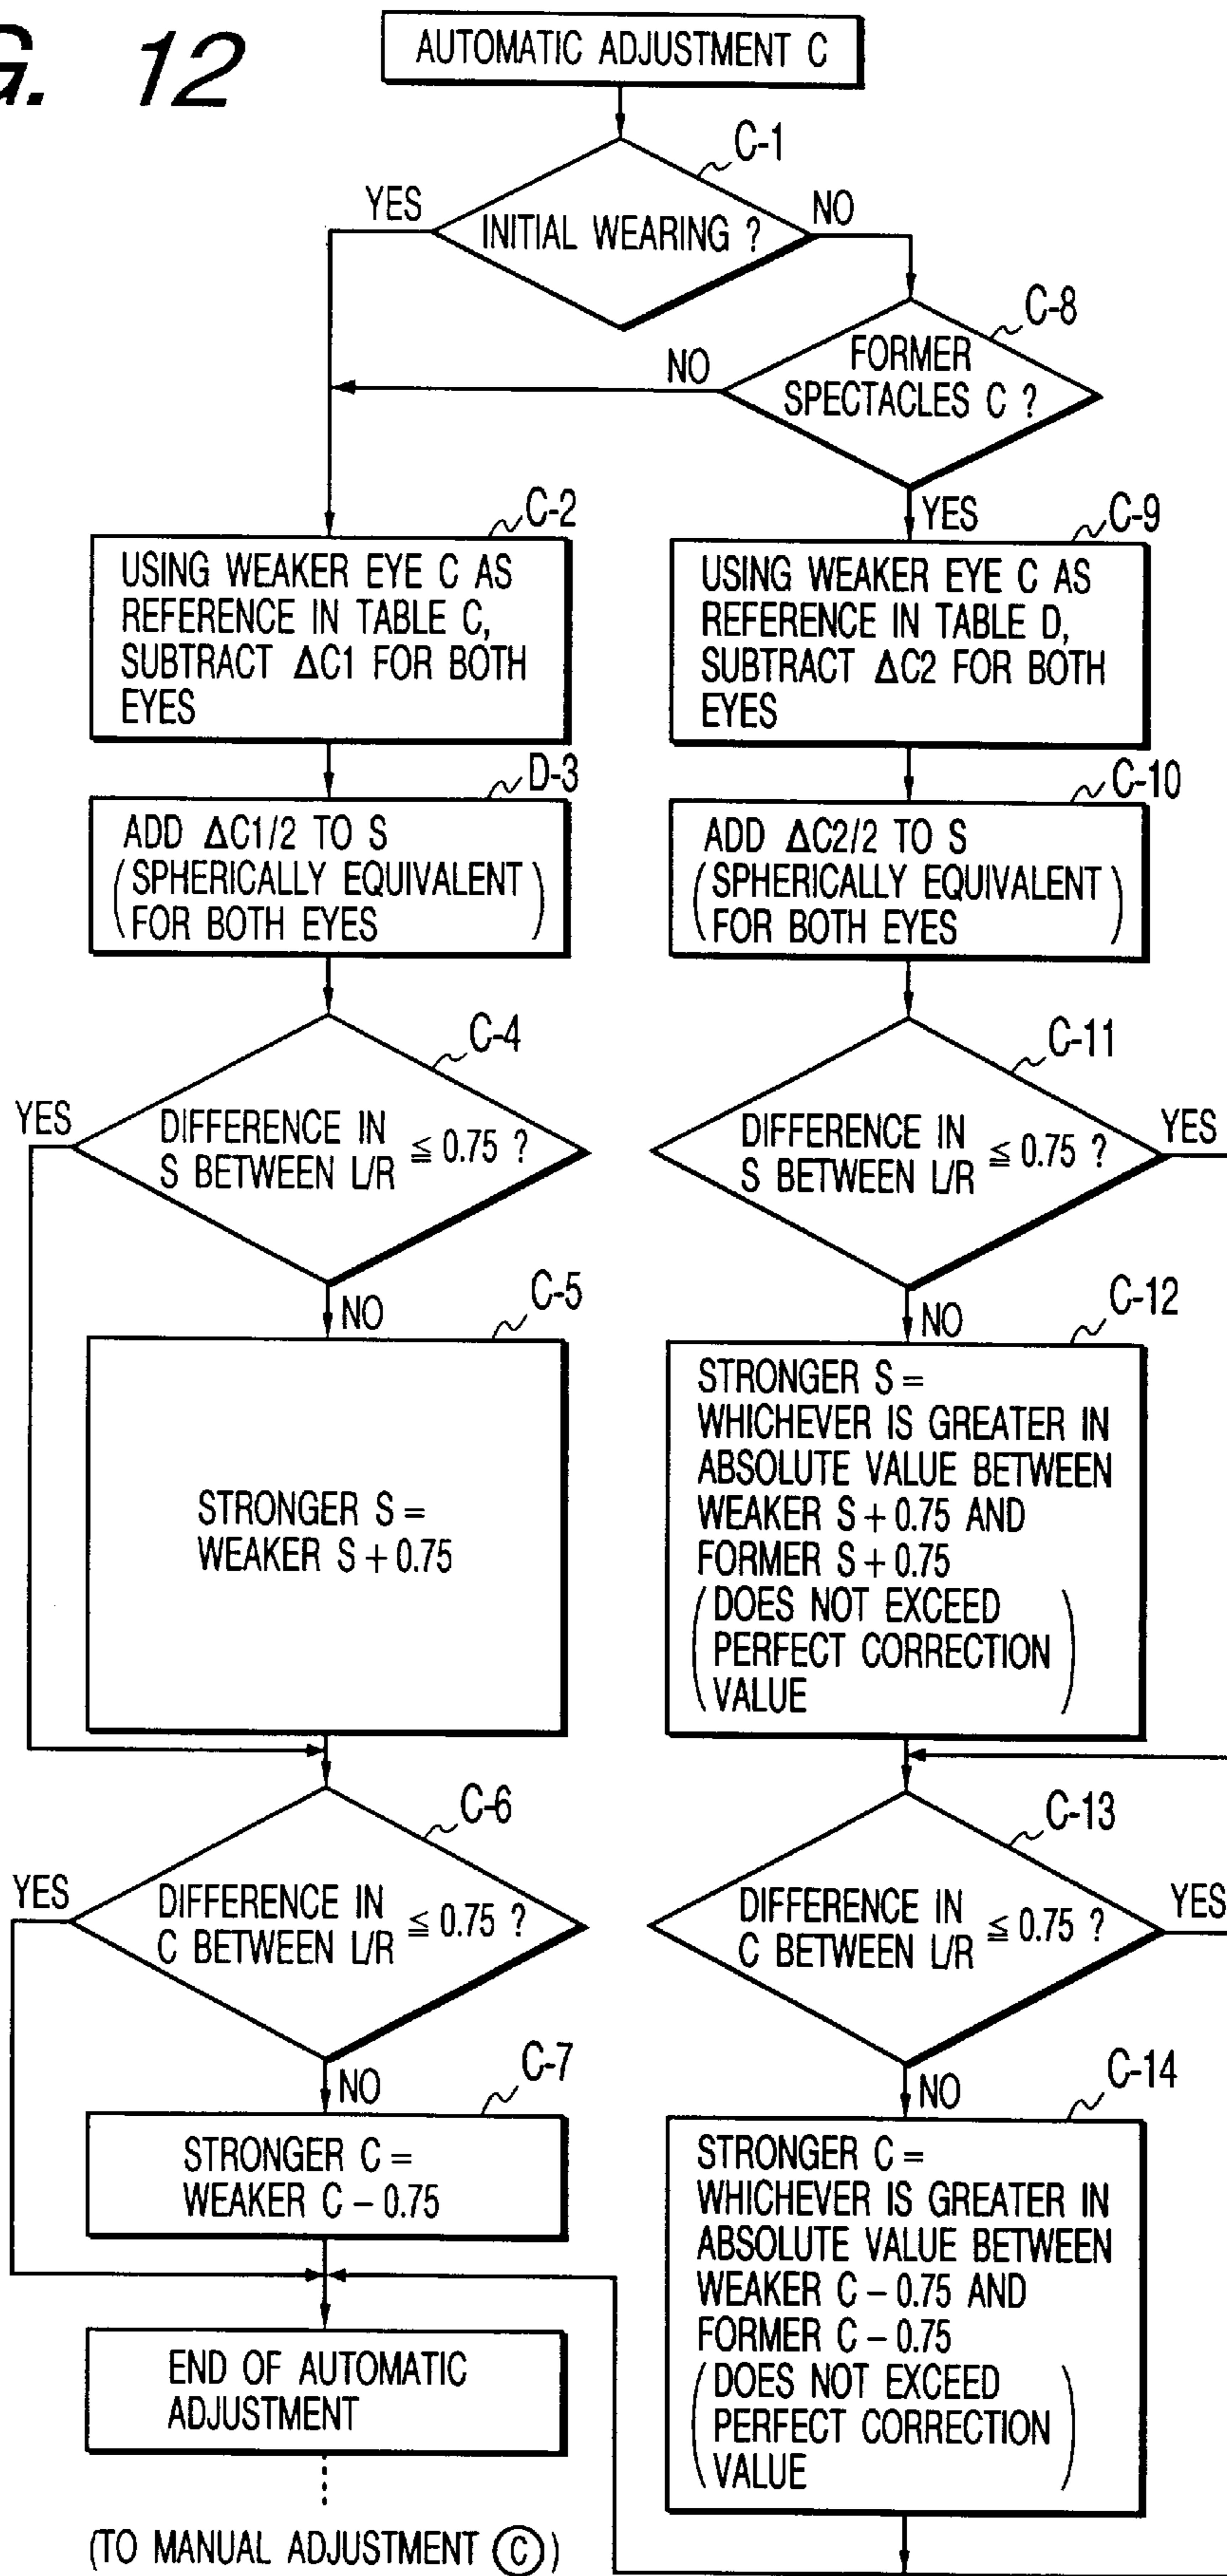 G. 12
AUTOMATIC ADJUSTMENT C
C-1
YES
INITIAL WEARING ?
NO
C-8
NO
FORMER
SPECTACLES C ?
YES
C-2
USING WEAKER EYE C AS
REFERENCE IN TABLE C,
SUBTRACT ΔC1 FOR BOTH
EYES
C-9
USING WEAKER EYE C AS
REFERENCE IN TABLE D,
SUBTRACT ΔC2 FOR BOTH
EYES
D-3
ADD ΔC1/2 TO S
(SPHERICALLY EQUIVALENT
FOR BOTH EYES)
C-10
ADD ΔC2/2 TO S
(SPHERICALLY EQUIVALENT
FOR BOTH EYES)
C-4
YES
DIFFERENCE IN
S BETWEEN L/R ≦ 0.75 ?
NO
C-11
DIFFERENCE IN
S BETWEEN L/R ≦ 0.75 ?
YES
NO
C-5
STRONGER S =
WEAKER S + 0.75
C-12
STRONGER S =
WHICHEVER IS GREATER IN
ABSOLUTE VALUE BETWEEN
WEAKER S + 0.75 AND
FORMER S + 0.75
(DOES NOT EXCEED
PERFECT CORRECTION
VALUE)
C-6
YES
DIFFERENCE IN
C BETWEEN L/R ≦ 0.75 ?
NO
C-13
DIFFERENCE IN
C BETWEEN L/R ≦ 0.75 ?
YES
NO
C-7
STRONGER C =
WEAKER C - 0.75
C-14
STRONGER C =
WHICHEVER IS GREATER IN
ABSOLUTE VALUE BETWEEN
WEAKER C - 0.75 AND
FORMER C - 0.75
(DOES NOT EXCEED
PERFECT CORRECTION
VALUE)
END OF AUTOMATIC
ADJUSTMENT
(TO MANUAL ADJUSTMENT Ⓒ)